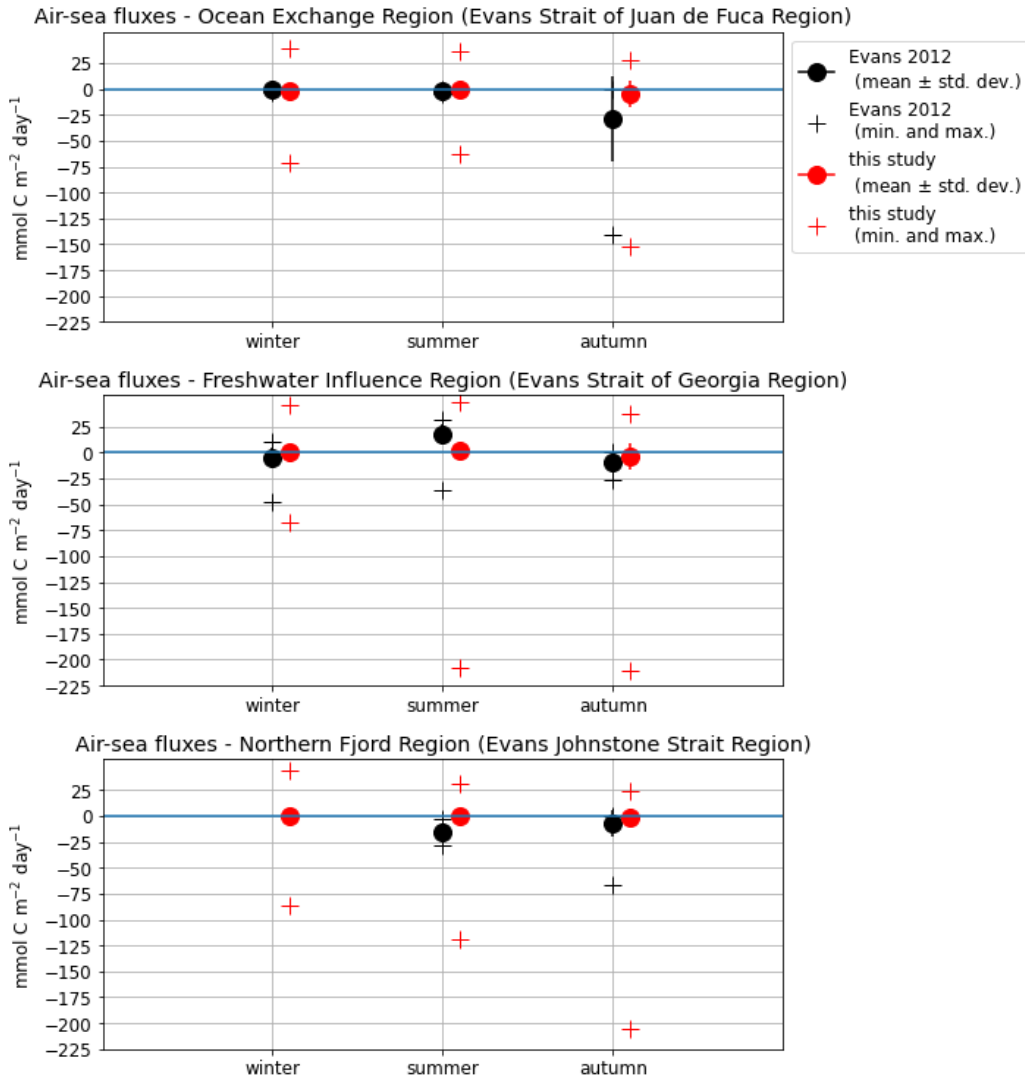 Air-sea fluxes - Ocean Exchange Region (Evans Strait of Juan de Fuca Region)
25
0
−25
−50
−75
−100
−125
−150
−175
−200
−225
mmol C m⁻² day⁻¹
winter
summer
autumn
Evans 2012
(mean ± std. dev.)
Evans 2012
(min. and max.)
this study
(mean ± std. dev.)
this study
(min. and max.)
Air-sea fluxes - Freshwater Influence Region (Evans Strait of Georgia Region)
25
0
−25
−50
−75
−100
−125
−150
−175
−200
−225
mmol C m⁻² day⁻¹
winter
summer
autumn
Air-sea fluxes - Northern Fjord Region (Evans Johnstone Strait Region)
25
0
−25
−50
−75
−100
−125
−150
−175
−200
−225
mmol C m⁻² day⁻¹
winter
summer
autumn